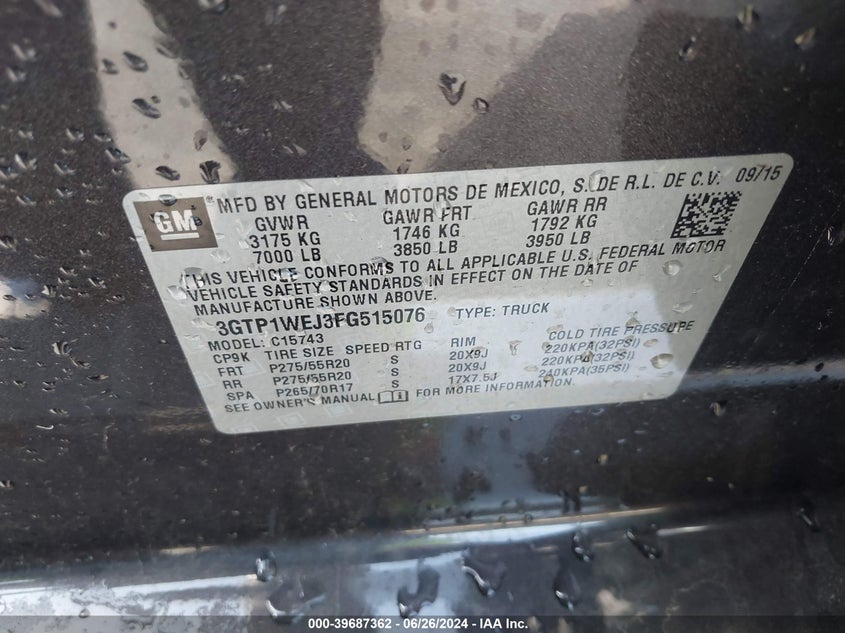 GM
MFD BY GENERAL MOTORS DE MEXICO, S.DE R.L. DE C.V. 09/15
GVWR GAWR FRT GAWR RR
3175 KG 1746 KG 1792 KG
7000 LB 3850 LB 3950 LB
THIS VEHICLE CONFORMS TO ALL APPLICABLE U.S. FEDERAL MOTOR
VEHICLE SAFETY STANDARDS IN EFFECT ON THE DATE OF
MANUFACTURE SHOWN ABOVE.
3GTP1WEJ3FG515076 TYPE: TRUCK
MODEL: C15743
CP9K TIRE SIZE SPEED RTG RIM COLD TIRE PRESSURE
FRT P275/55R20 S 20X9J 220KPA(32PSI)
RR P275/55R20 S 20X9J 220KPA(32PSI)
SPA P265/70R17 S 17X7.5J 240KPA(35PSI)
SEE OWNER'S MANUAL FOR MORE INFORMATION.
000-39687362 - 06/26/2024 - IAA Inc.